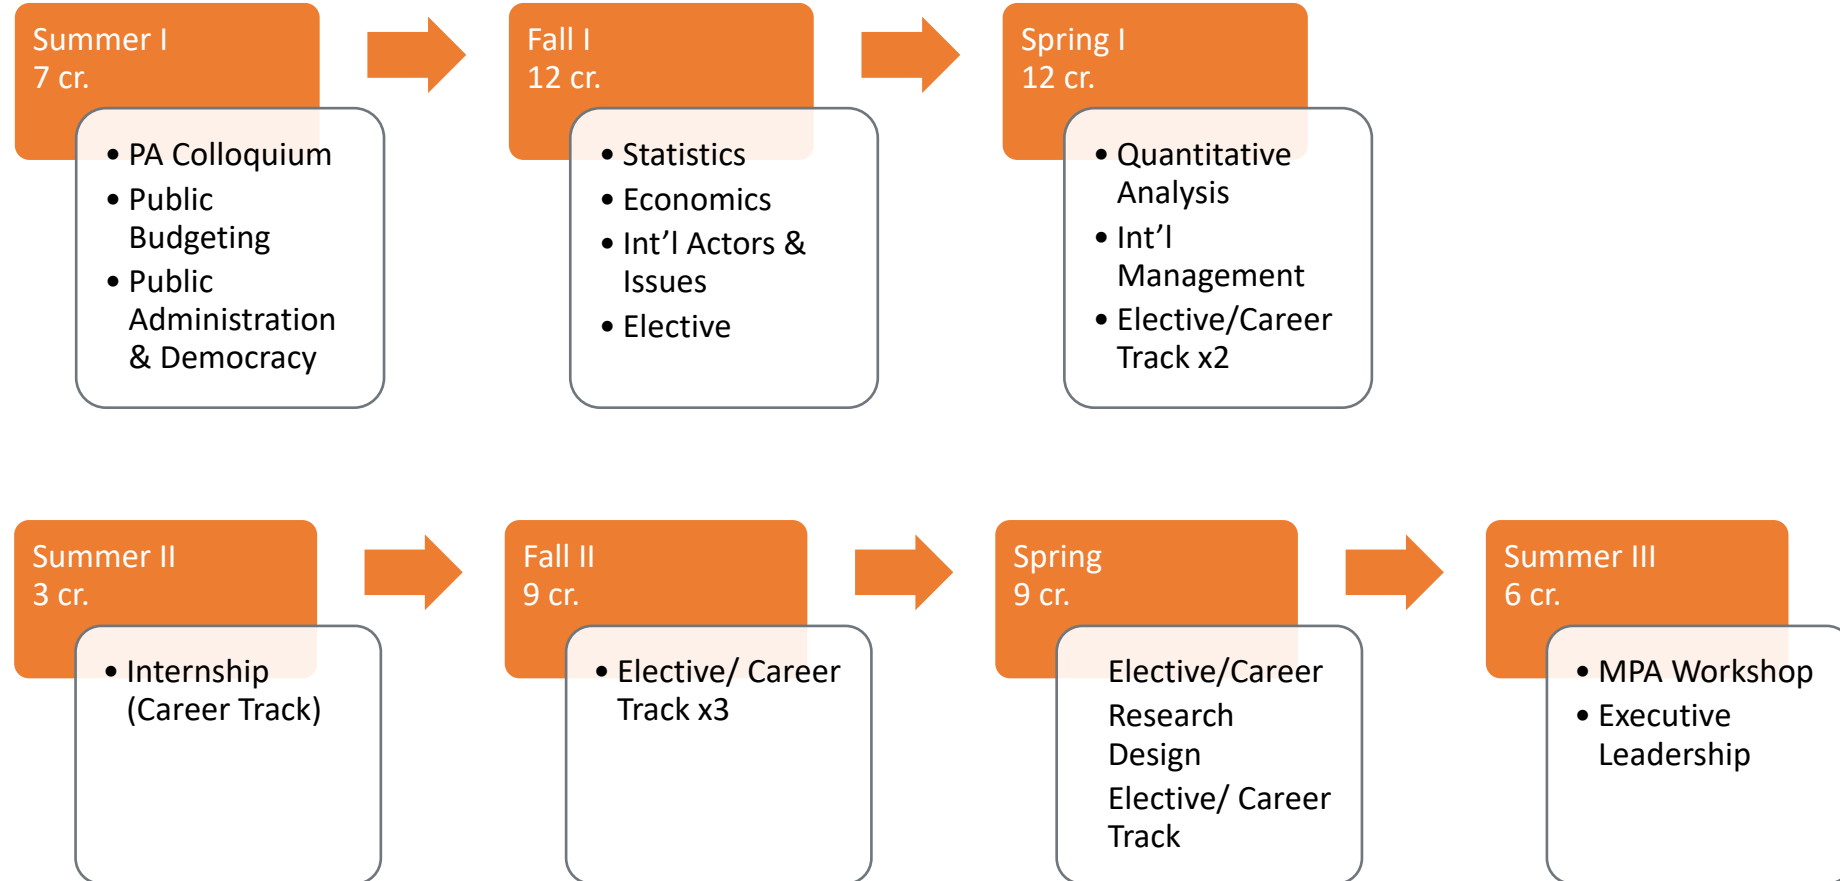 Summer I
7 cr.
• PA Colloquium
• Public
Budgeting
• Public
Administration
& Democracy
Fall I
12 cr.
• Statistics
• Economics
• Int’l Actors &
Issues
• Elective
Spring I
12 cr.
• Quantitative
Analysis
• Int’l
Management
• Elective/Career
Track x2
Summer II
3 cr.
• Internship
(Career Track)
Fall II
9 cr.
• Elective/ Career
Track x3
Spring
9 cr.
Elective/Career
Research
Design
Elective/ Career
Track
Summer III
6 cr.
• MPA Workshop
• Executive
Leadership